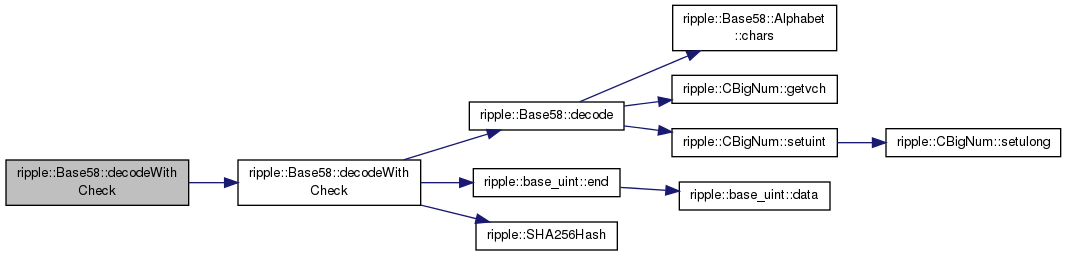 ripple::Base58::decodeWith
Check
ripple::Base58::decodeWith
Check
ripple::Base58::decode
ripple::Base58::Alphabet
::chars
ripple::CBigNum::getvch
ripple::CBigNum::setuint
ripple::CBigNum::setulong
ripple::base_uint::end
ripple::base_uint::data
ripple::SHA256Hash